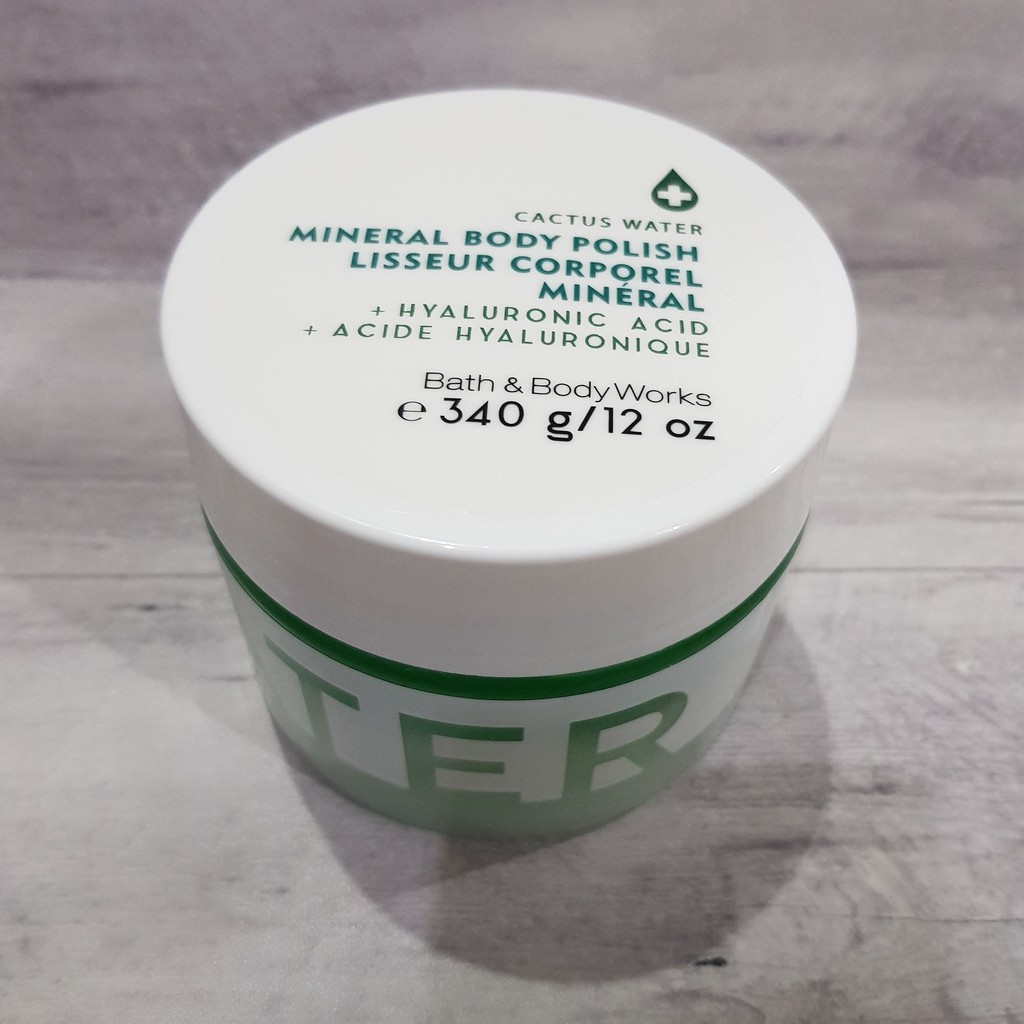 CACTUS WATER
MINERAL BODY POLISH
LISSEUR CORPOREL
MINÉRAL
+ HYALURONIC ACID
+ ACIDE HYALURONIQUE
Bath & Body Works
℮ 340 g/12 oz
TER